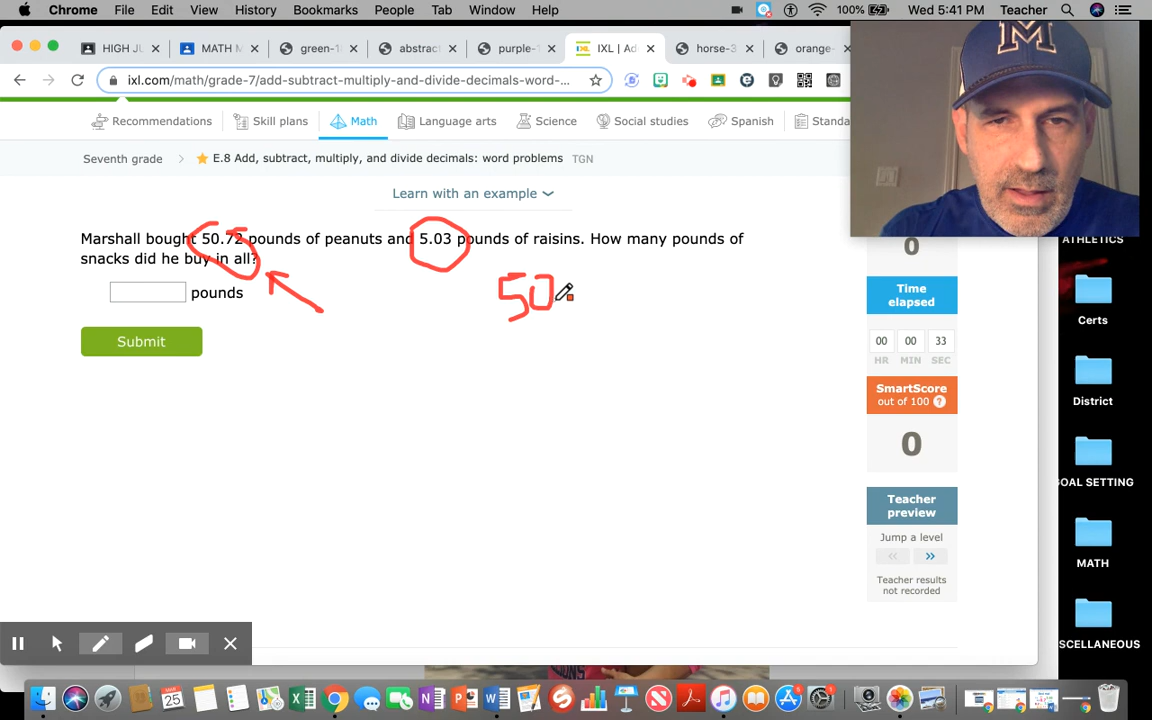 Chrome File Edit View History Bookmarks People Tab Window Help 100% Wed 5:41 PM Teacher
HIGH JU MATH M green-1 abstrac purple- IXL | Ad horse-3 orange-
ixl.com/math/grade-7/add-subtract-multiply-and-divide-decimals-word-...
Recommendations Skill plans Math Language arts Science Social studies Spanish Standa
Seventh grade > E.8 Add, subtract, multiply, and divide decimals: word problems TGN
Learn with an example
Marshall bought 50.72 pounds of peanuts and 5.03 pounds of raisins. How many pounds of
snacks did he buy in all?
pounds
Submit
50
0
Time
elapsed
00 00 33
HR MIN SEC
SmartScore
out of 100 ?
0
Teacher
preview
Jump a level
<< >>
Teacher results
not recorded
M
ATHLETICS
Certs
District
GOAL SETTING
MATH
SCELLANEOUS
MAR
25